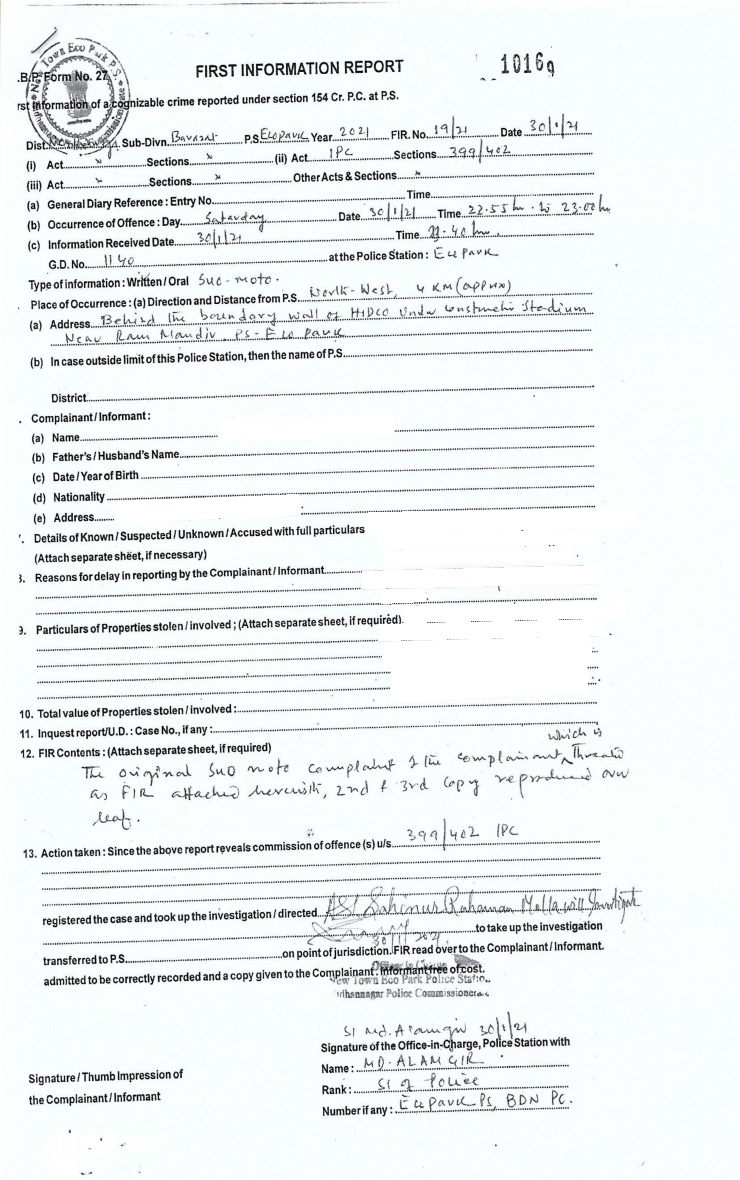 New Town Eco Park P.S.
FIRST INFORMATION REPORT
10169
.B.P. Form No. 27
rst Information of a cognizable crime reported under section 154 Cr. P.C. at P.S.
Dist. Sub-Divn. Barasat P.S. Ecopark Year 2021 FIR. No. 19/21 Date 30/1/21
(i) Act x Sections x (ii) Act IPC Sections 399/402
(iii) Act x Sections x Other Acts & Sections x
(a) General Diary Reference : Entry No. Time
(b) Occurrence of Offence : Day Saturday Date 30/1/21 Time 22.55 hr. to 23.00 hr
(c) Information Received Date 30/1/21 Time 40 hr.
G.D. No. 1140 at the Police Station : Eco Park
Type of information : Written / Oral Suo-moto.
Place of Occurrence : (a) Direction and Distance from P.S. North-West, 4 KM (approx)
(a) Address Behind the boundary wall of HIDCO under construction Stadium
Near Ram Mandir, PS-Eco Park
(b) In case outside limit of this Police Station, then the name of P.S.
District
. Complainant / Informant :
(a) Name
(b) Father's / Husband's Name
(c) Date / Year of Birth
(d) Nationality
(e) Address
'. Details of Known / Suspected / Unknown / Accused with full particulars
(Attach separate sheet, if necessary)
3. Reasons for delay in reporting by the Complainant / Informant
9. Particulars of Properties stolen / involved ; (Attach separate sheet, if required).
10. Total value of Properties stolen / involved :
11. Inquest report/U.D. : Case No., if any :
12. FIR Contents : (Attach separate sheet, if required)
which is
The original suo moto complaint of the complainant Threated
as FIR attached herewith, 2nd & 3rd Copy reproduced over
leaf.
13. Action taken : Since the above report reveals commission of offence (s) u/s. 399/402 IPC
registered the case and took up the investigation / directed ASI Sahenur Rahaman Molla will Investigate
to take up the investigation
30/1/2021
transferred to P.S. on point of jurisdiction. FIR read over to the Complainant / Informant.
admitted to be correctly recorded and a copy given to the Complainant. Informant free of cost.
Officer In Charge
New Town Eco Park Police Station
idhannagar Police Commissionerate
SI Md. Alamgir 30/1/21
Signature of the Office-in-Charge, Police Station with
Name : MD. ALAMGIR
Rank : SI of Police
Number if any : Eco Park PS, BDN PC.
Signature / Thumb Impression of
the Complainant / Informant